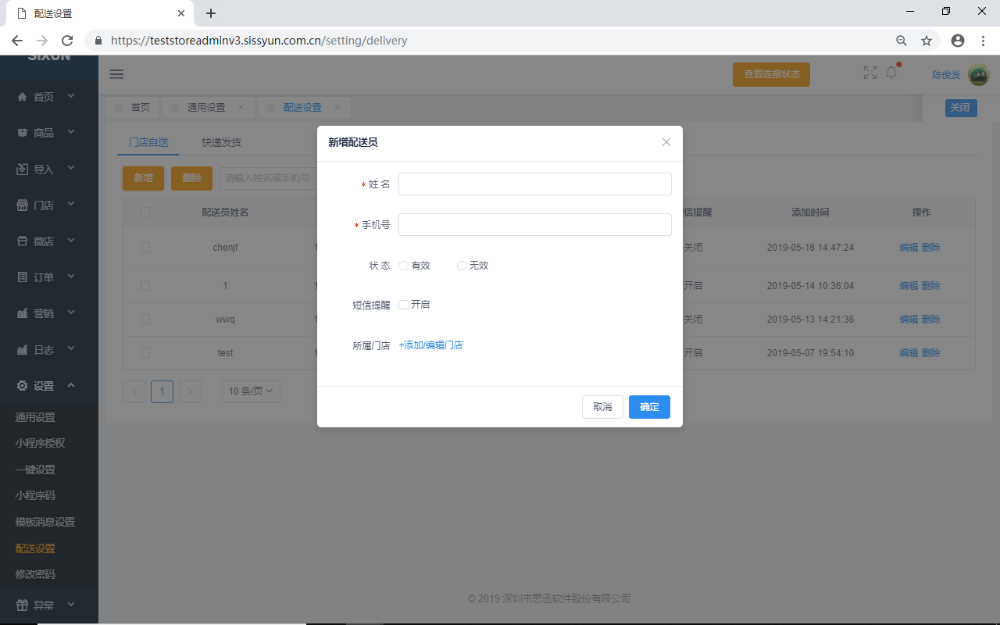 配送设置
https://teststoreadminv3.sissyun.com.cn/setting/delivery
SIXUN
查看连接状态
陈俊发
首页
商品
导入
门店
微店
订单
营销
日志
设置
通用设置
小程序授权
一键设置
小程序码
模板消息设置
配送设置
修改密码
异常
首页
通用设置
配送设置
关闭
门店自送
快递发货
新增
删除
请输入姓名或手机号
配送员姓名
信提醒
添加时间
操作
chenjf
1
关闭
2019-05-16 14:47:24
编辑 删除
1
1
开启
2019-05-14 10:36:04
编辑 删除
wwq
1
关闭
2019-05-13 14:21:36
编辑 删除
test
1
开启
2019-05-07 19:54:10
编辑 删除
1
10 条/页
新增配送员
* 姓 名
* 手机号
状 态
有效
无效
短信提醒
开启
所属门店
+添加/编辑门店
取消
确定
© 2019 深圳市思迅软件股份有限公司